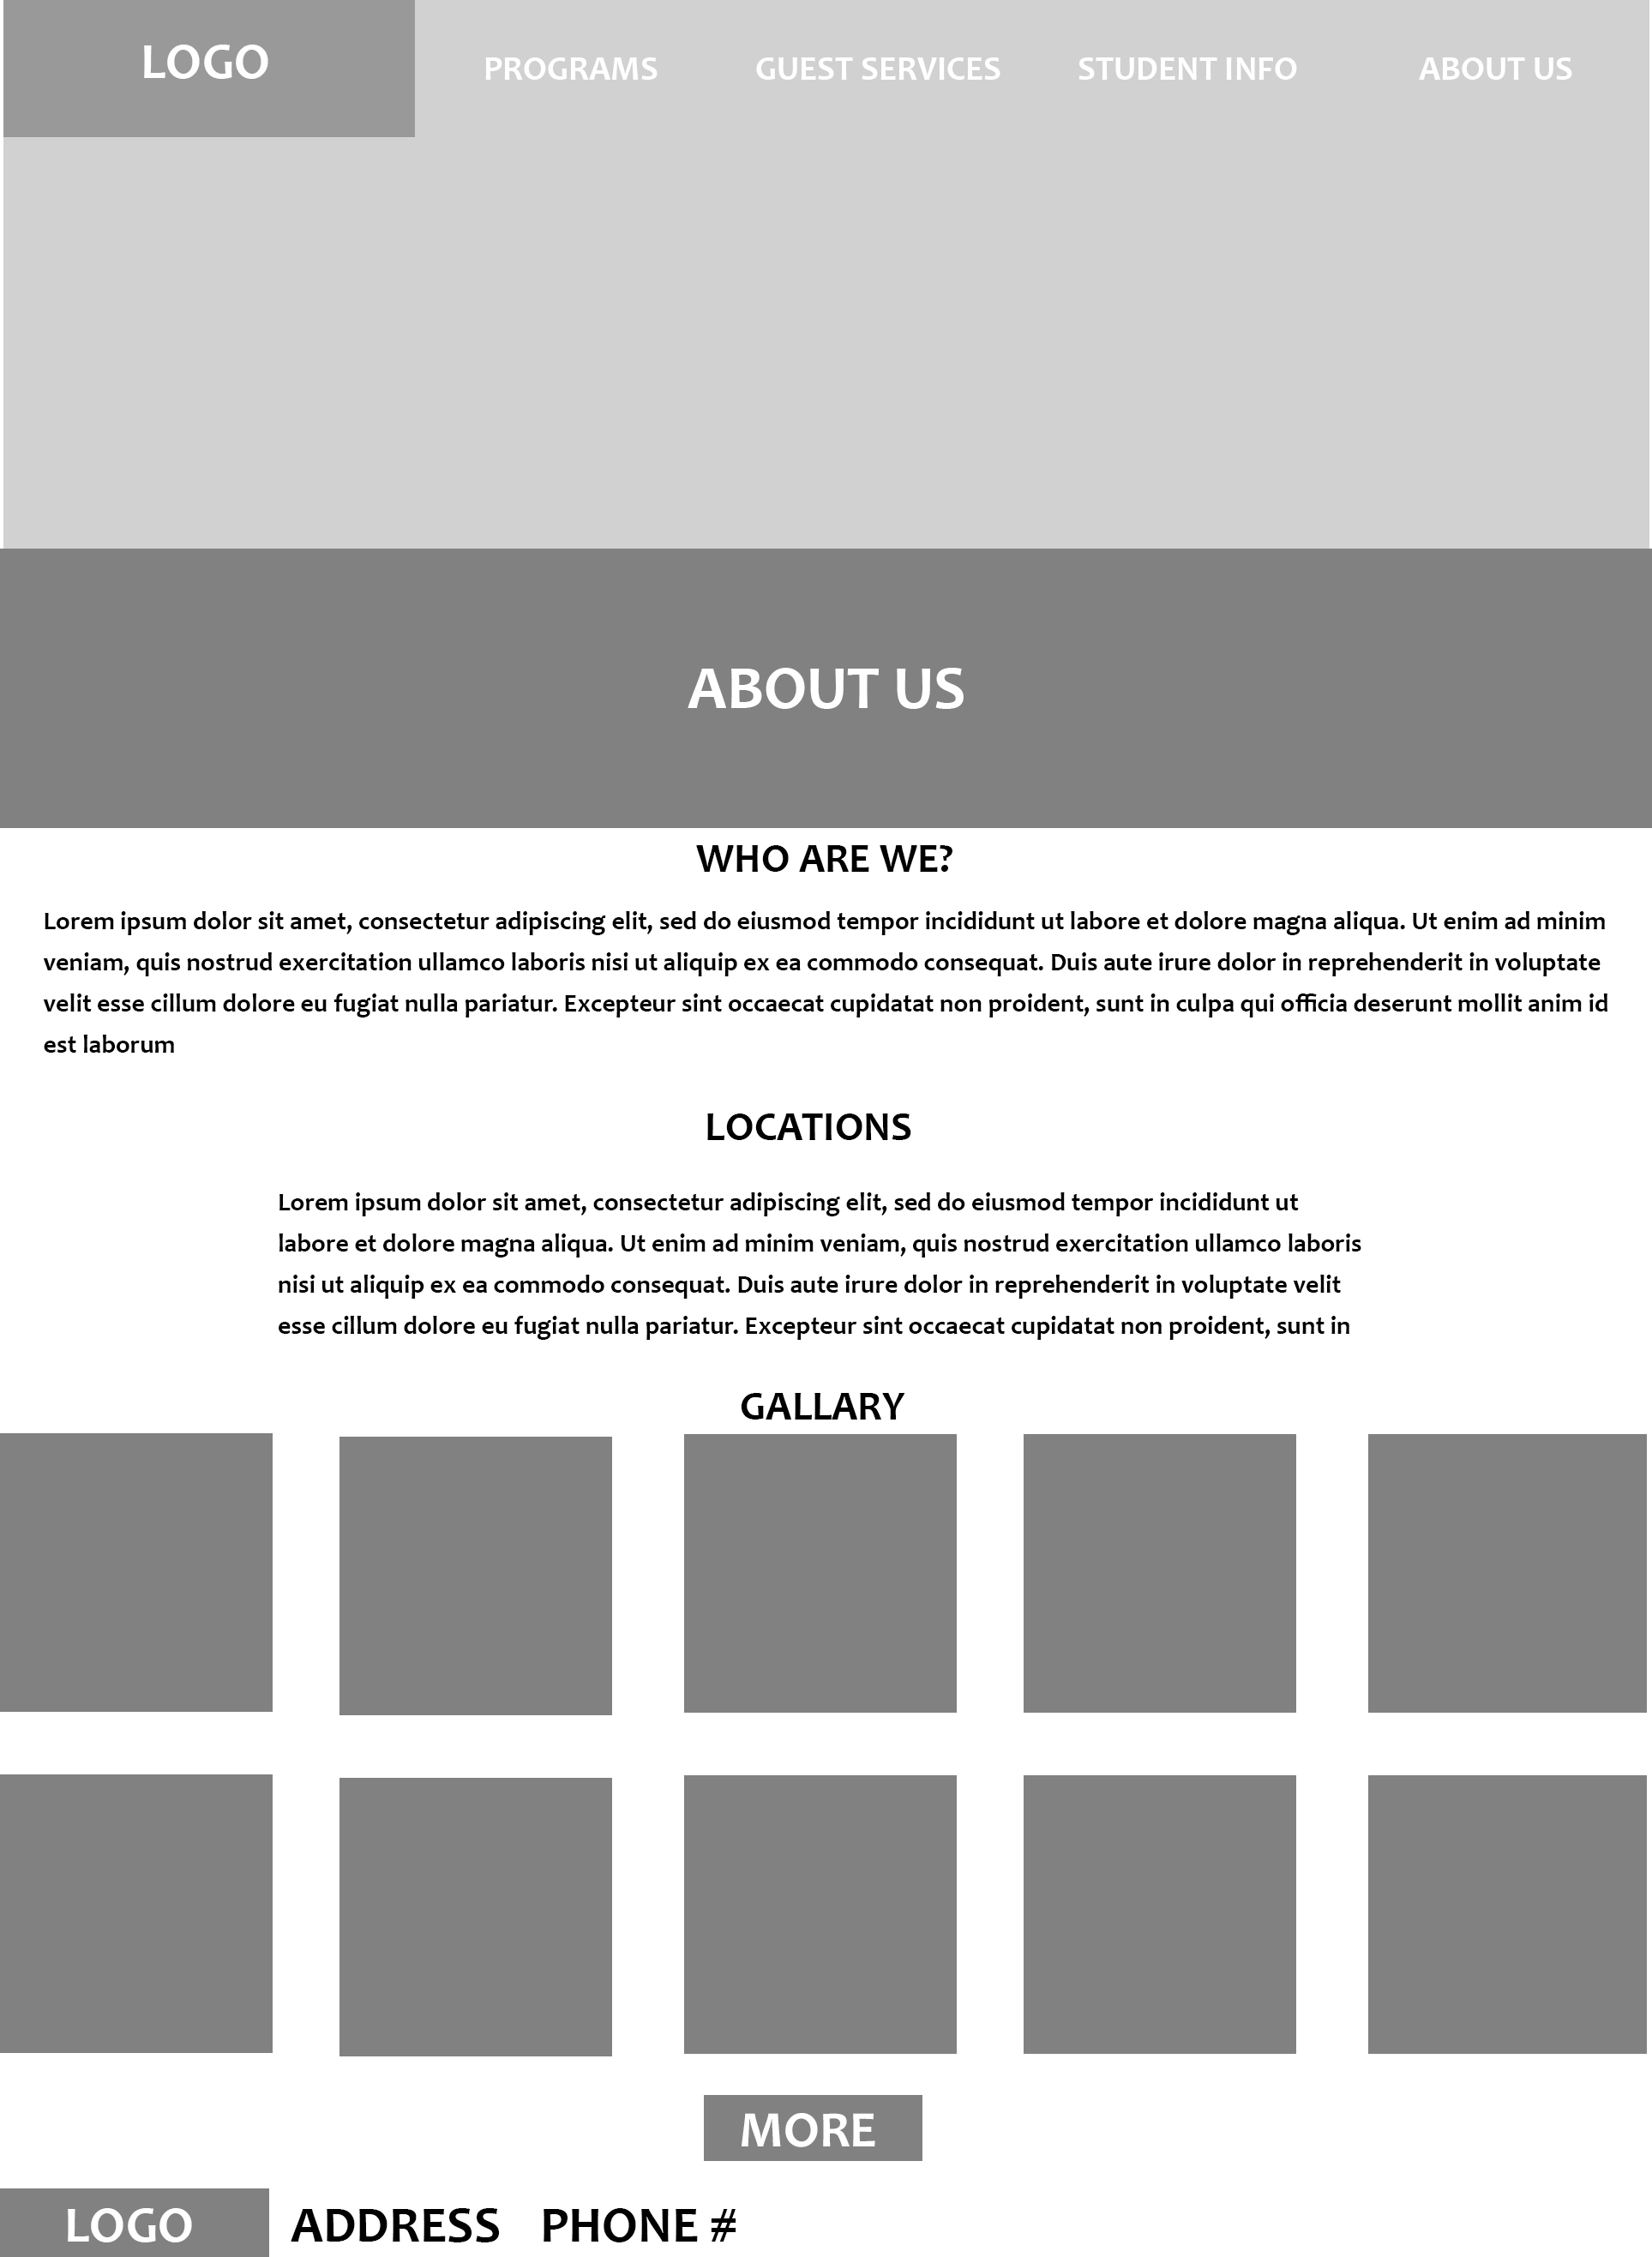 LOGO PROGRAMS GUEST SERVICES STUDENT INFO ABOUT US
ABOUT US
WHO ARE WE?
Lorem ipsum dolor sit amet, consectetur adipiscing elit, sed do eiusmod tempor incididunt ut labore et dolore magna aliqua. Ut enim ad minim
veniam, quis nostrud exercitation ullamco laboris nisi ut aliquip ex ea commodo consequat. Duis aute irure dolor in reprehenderit in voluptate
velit esse cillum dolore eu fugiat nulla pariatur. Excepteur sint occaecat cupidatat non proident, sunt in culpa qui officia deserunt mollit anim id
est laborum
LOCATIONS
Lorem ipsum dolor sit amet, consectetur adipiscing elit, sed do eiusmod tempor incididunt ut
labore et dolore magna aliqua. Ut enim ad minim veniam, quis nostrud exercitation ullamco laboris
nisi ut aliquip ex ea commodo consequat. Duis aute irure dolor in reprehenderit in voluptate velit
esse cillum dolore eu fugiat nulla pariatur. Excepteur sint occaecat cupidatat non proident, sunt in
GALLARY
MORE
LOGO ADDRESS PHONE #